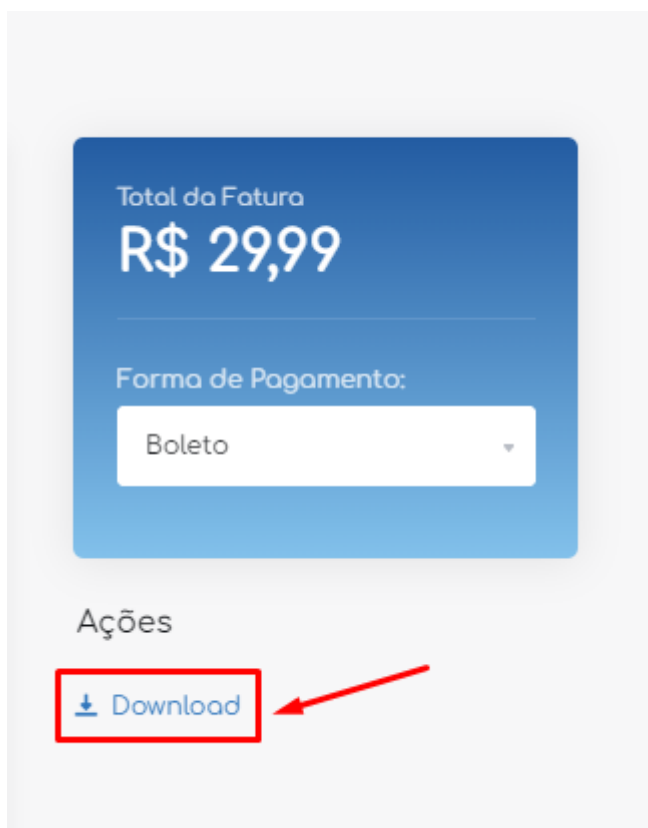 Total da Fatura
R$ 29,99
Forma de Pagamento:
Boleto
Ações
Download